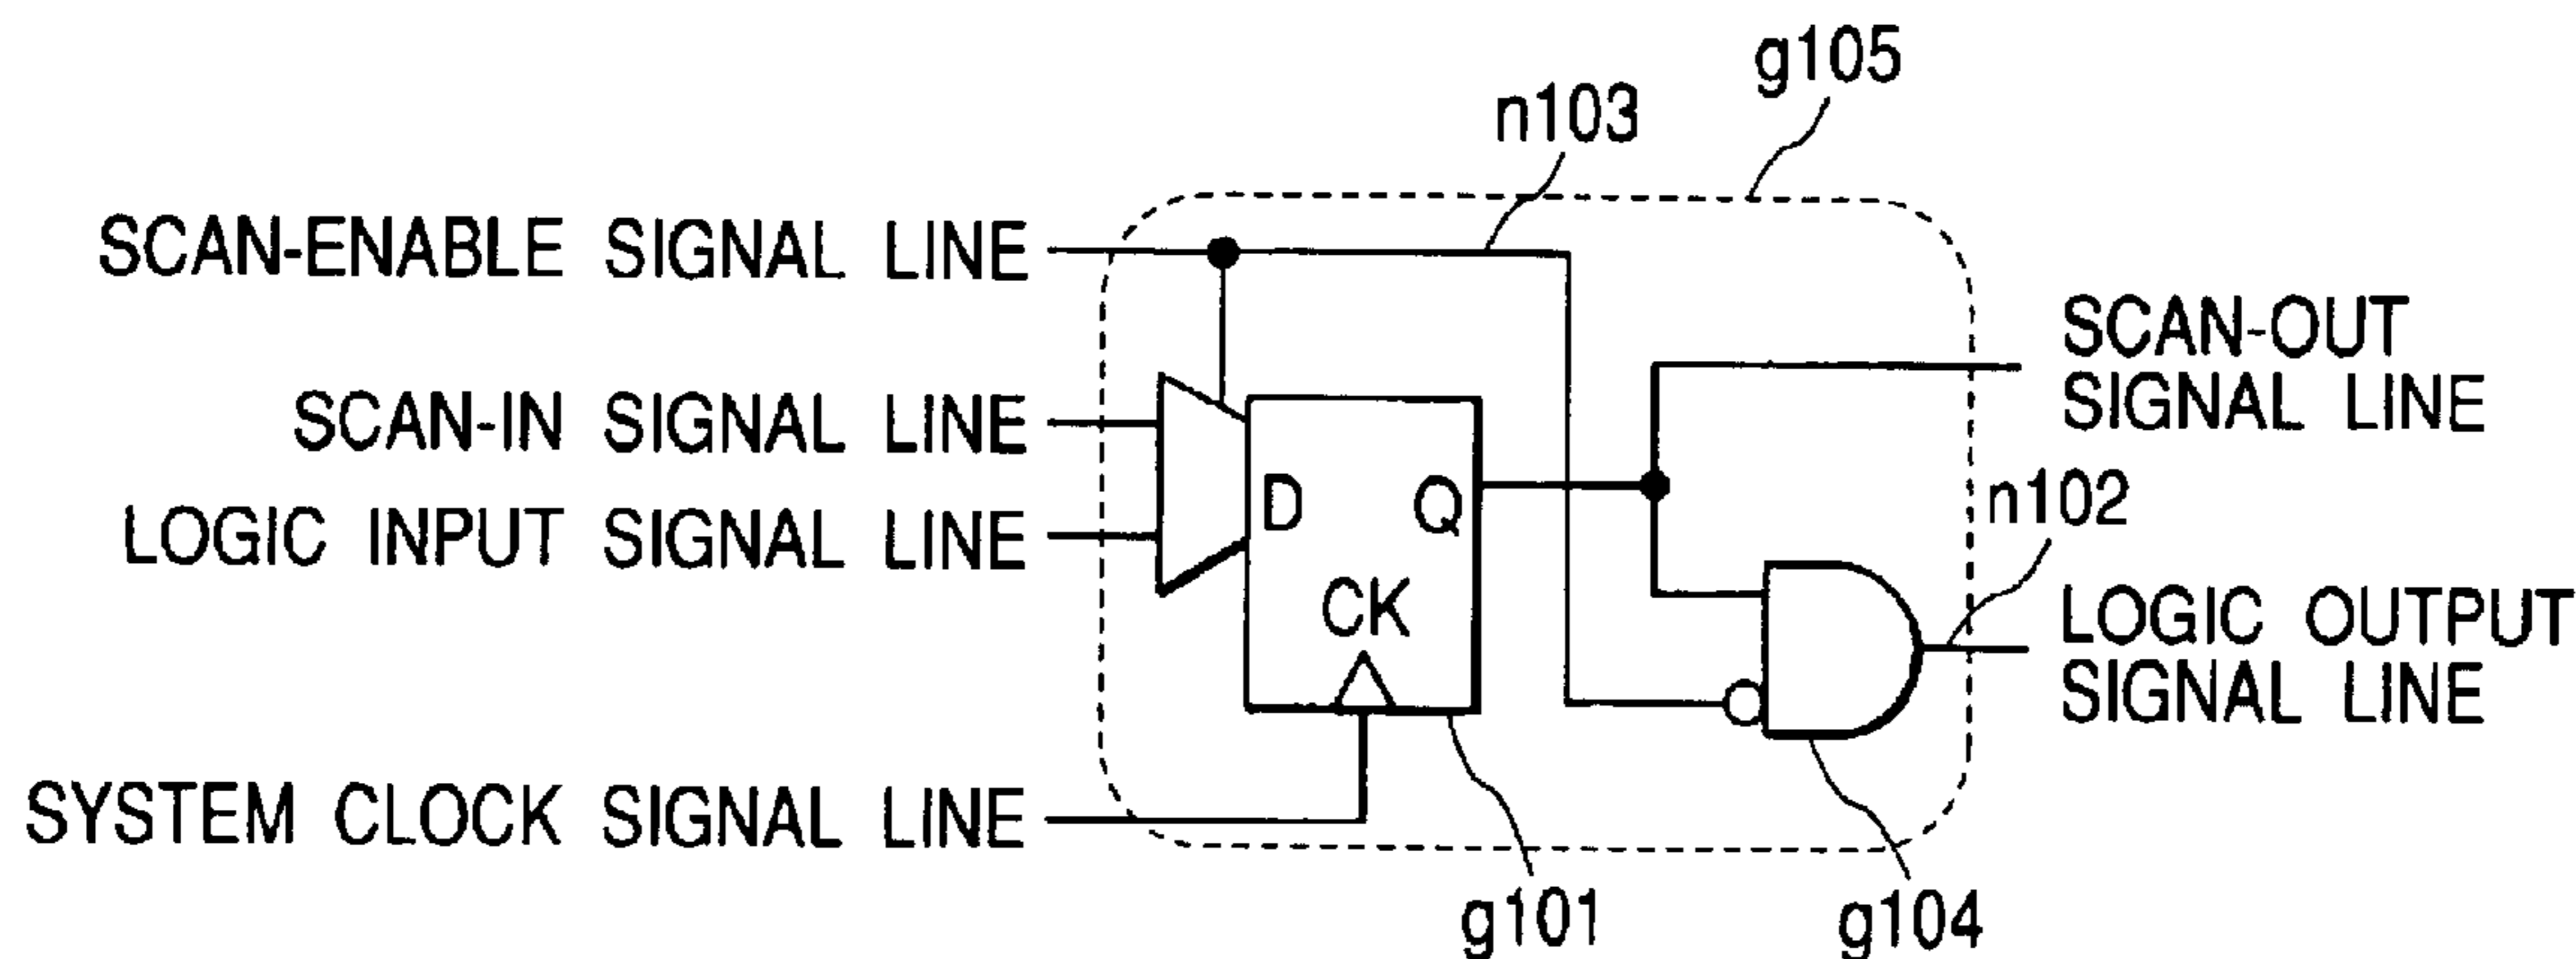 g105
n103
SCAN-ENABLE SIGNAL LINE
SCAN-IN SIGNAL LINE
LOGIC INPUT SIGNAL LINE
SYSTEM CLOCK SIGNAL LINE
D
Q
CK
SCAN-OUT
SIGNAL LINE
n102
LOGIC OUTPUT
SIGNAL LINE
g101
g104